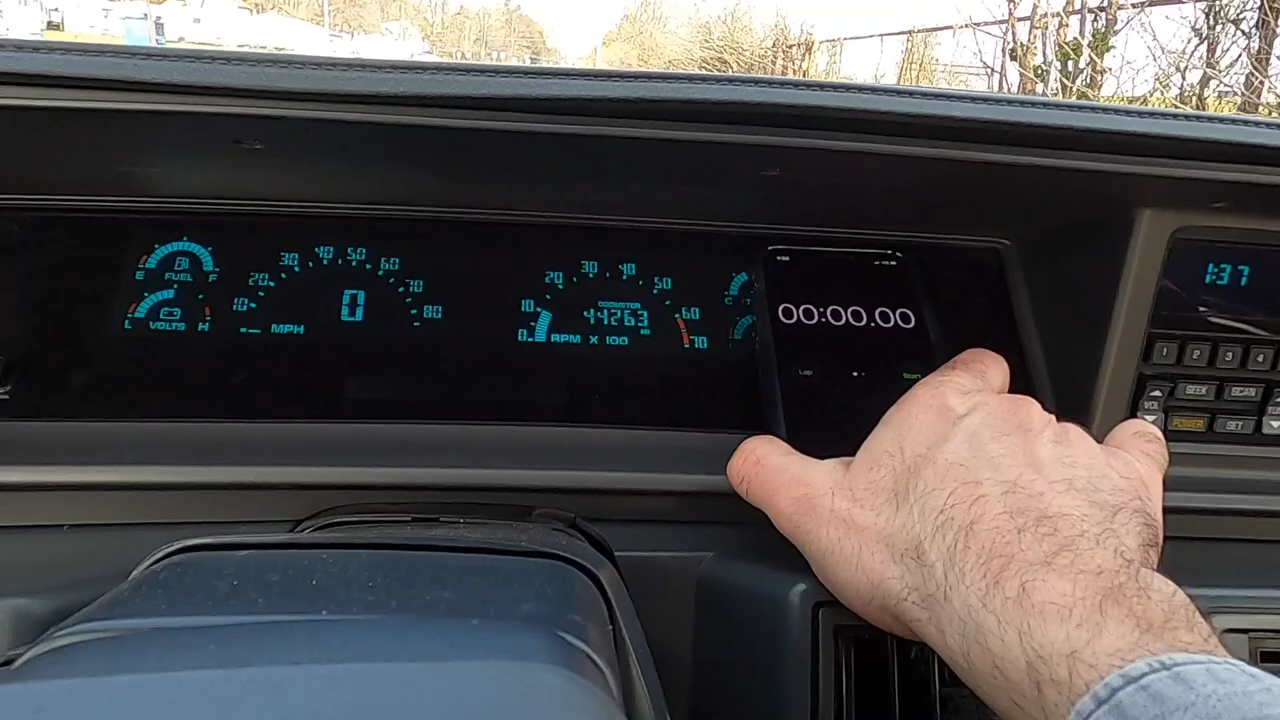 E FUEL F
L VOLTS H
10 20 30 40 50 60 70 80
0
MPH
0 10 20 30 40 50 60 70
ODOMETER
44263
MI
RPM X 100
C
T
00:00.00
Lap
Start
1:37
1 2 3 4
VOL
SEEK SCAN
POWER SET